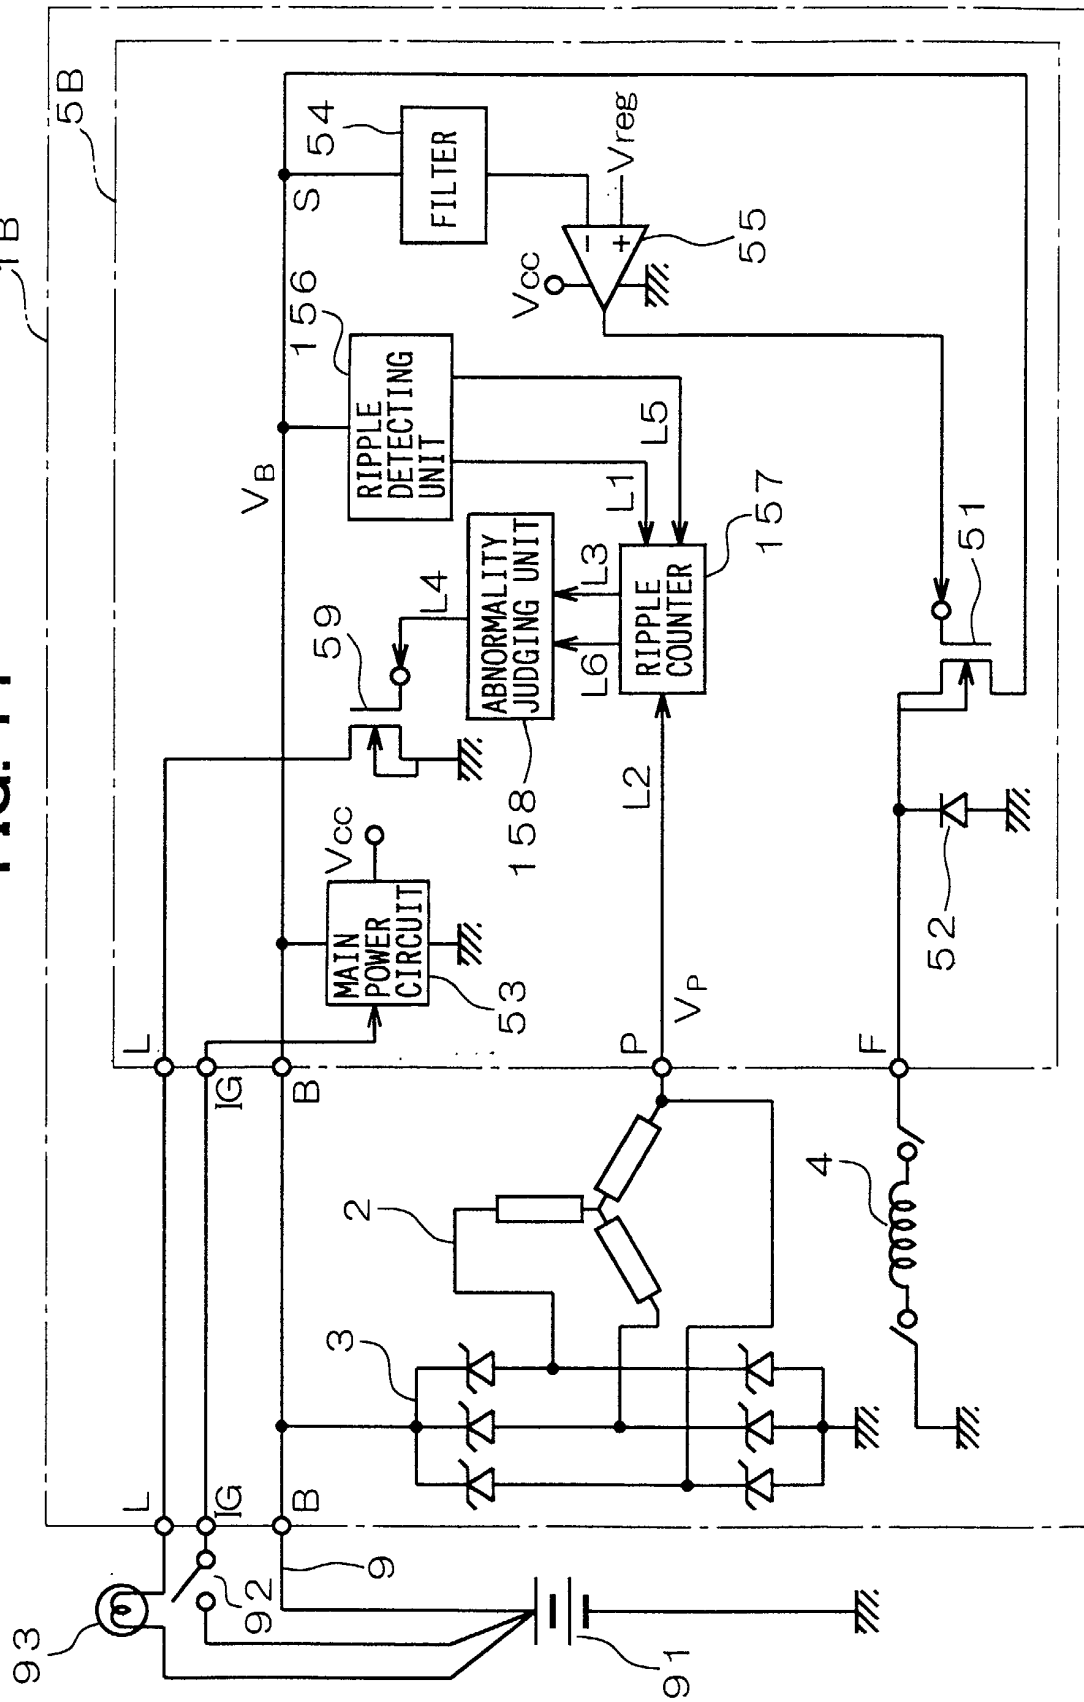 1B
5B
54
FILTER
S
Vreg
Vcc
55
156
RIPPLE
DETECTING
UNIT
VB
L5
L1
157
RIPPLE
COUNTER
L3
L6
L4
ABNORMALITY
JUDGING UNIT
158
59
51
L2
Vcc
MAIN
POWER
CIRCUIT
53
52
VP
L
IG
B
P
F
2
3
4
L
IG
B
9
93
92
91